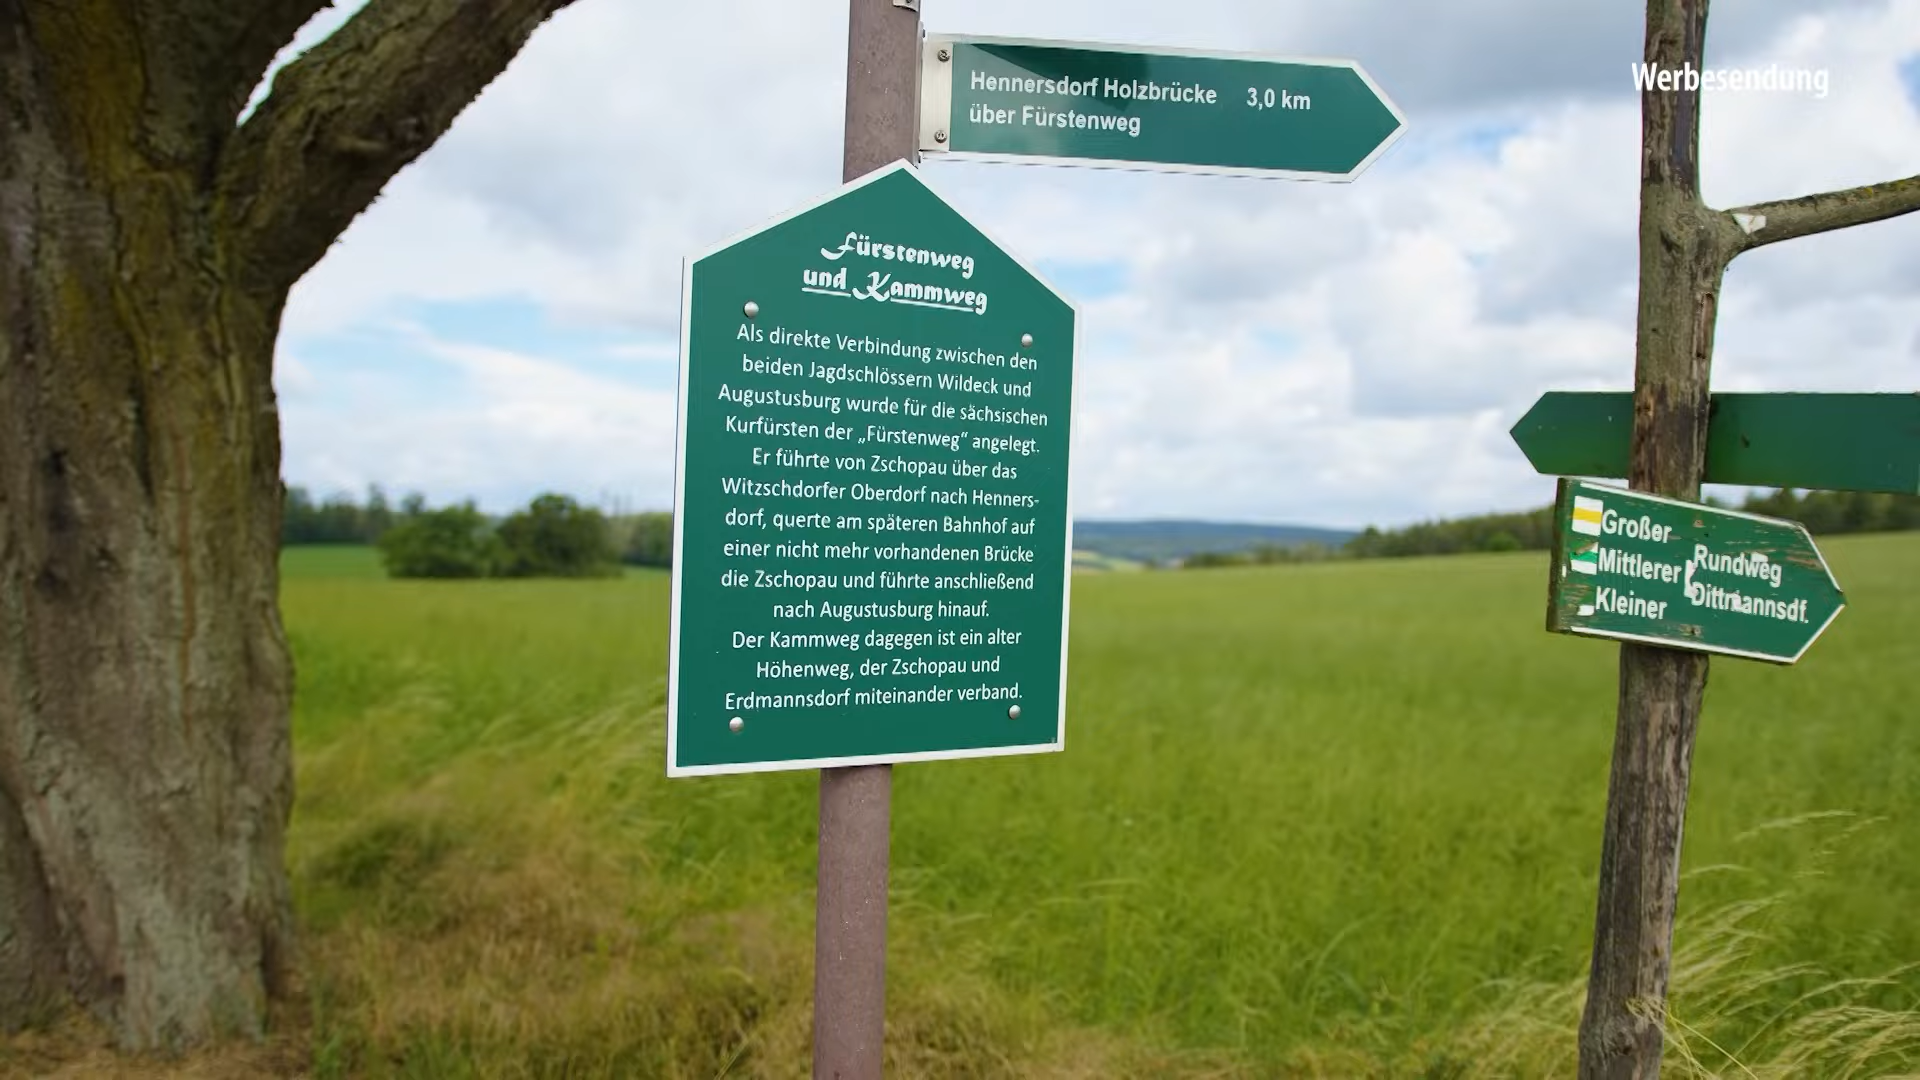 Werbesendung
Hennersdorf Holzbrücke 3,0 km
über Fürstenweg
Fürstenweg
und Kammweg
Als direkte Verbindung zwischen den
beiden Jagdschlössern Wildeck und
Augustusburg wurde für die sächsischen
Kurfürsten der „Fürstenweg“ angelegt.
Er führte von Zschopau über das
Witzschdorfer Oberdorf nach Henners-
dorf, querte am späteren Bahnhof auf
einer nicht mehr vorhandenen Brücke
die Zschopau und führte anschließend
nach Augustusburg hinauf.
Der Kammweg dagegen ist ein alter
Höhenweg, der Zschopau und
Erdmannsdorf miteinander verband.
Großer
Mittlerer
Kleiner
Rundweg
Dittmannsdf.